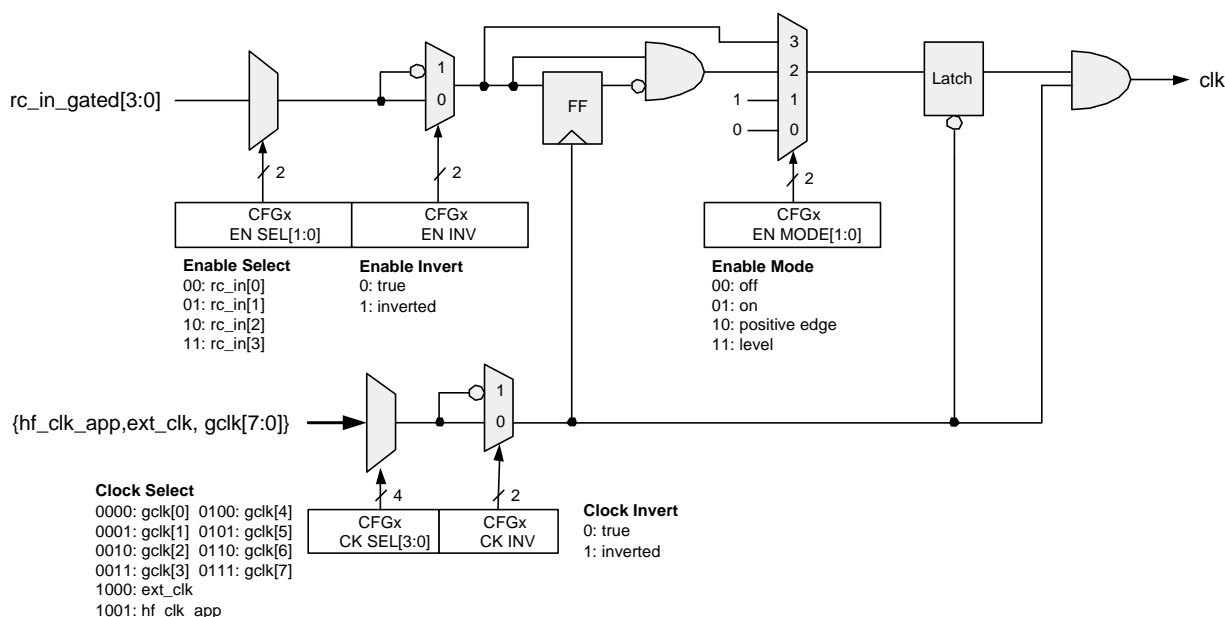 3
1
2
rc_in_gated[3:0]
FF
Latch
clk
0
1
1
0
0
2
2
2
CFGx
EN SEL[1:0]
CFGx
EN INV
CFGx
EN MODE[1:0]
Enable Select
00: rc_in[0]
01: rc_in[1]
10: rc_in[2]
11: rc_in[3]
Enable Invert
0: true
1: inverted
Enable Mode
00: off
01: on
10: positive edge
11: level
1
{hf_clk_app,ext_clk, gclk[7:0]}
0
Clock Select
0000: gclk[0] 0100: gclk[4]
0001: gclk[1] 0101: gclk[5]
0010: gclk[2] 0110: gclk[6]
0011: gclk[3] 0111: gclk[7]
1000: ext_clk
1001: hf_clk_app
4
2
CFGx
CK SEL[3:0]
CFGx
CK INV
Clock Invert
0: true
1: inverted